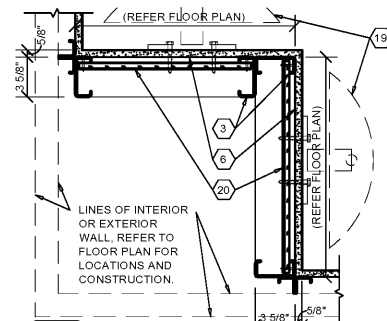 (REFER FLOOR PLAN)
19
5/8"
3 5/8"
3
6
20
(REFER FLOOR PLAN)
LINES OF INTERIOR
OR EXTERIOR
WALL, REFER TO
FLOOR PLAN FOR
LOCATIONS AND
CONSTRUCTION.
3 5/8"
5/8"